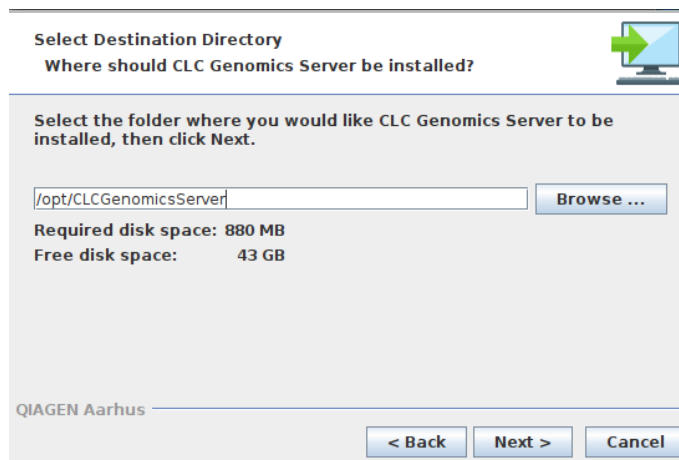 Select Destination Directory
Where should CLC Genomics Server be installed?
Select the folder where you would like CLC Genomics Server to be
installed, then click Next.
/opt/CLCGenomicsServer
Browse ...
Required disk space: 880 MB
Free disk space: 43 GB
QIAGEN Aarhus
< Back Next > Cancel